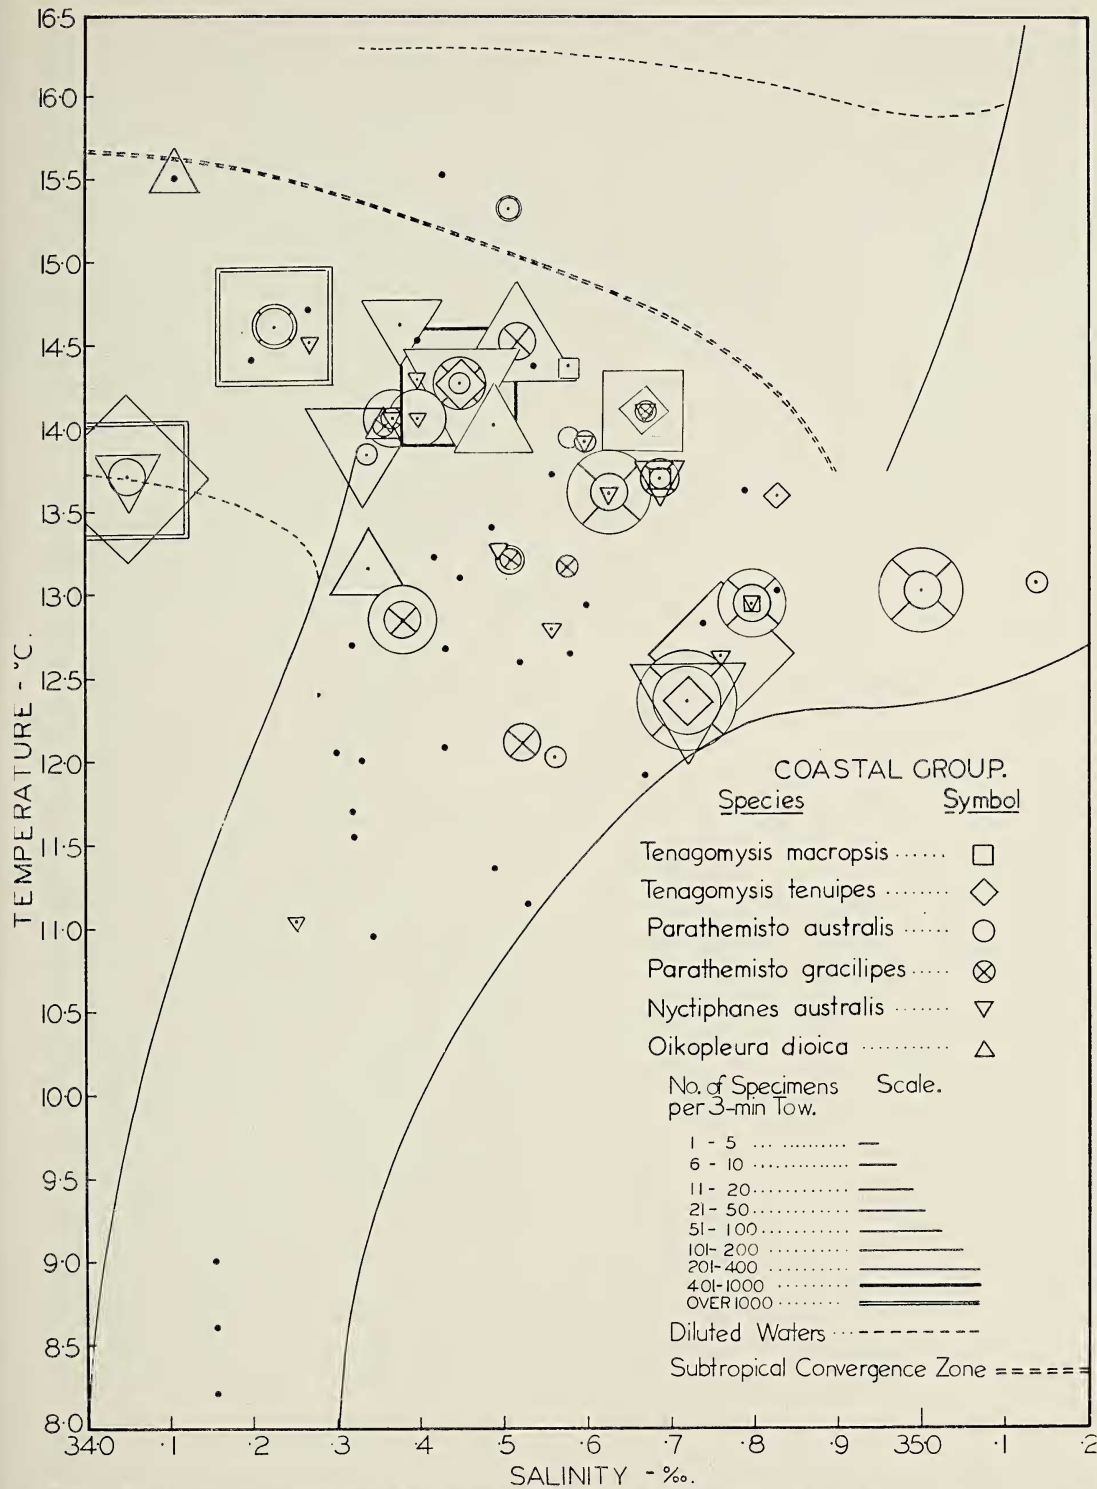 16·5
16·0
15·5
15·0
14·5
14·0
13·5
13·0
12·5
12·0
11·5
11·0
10·5
10·0
9·5
9·0
8·5
8·0
TEMPERATURE - °C.
34·0 ·1 ·2 ·3 ·4 ·5 ·6 ·7 ·8 ·9 35·0 ·1 ·2
SALINITY - ‰.
COASTAL GROUP.
Species Symbol
Tenagomysis macropsis ......
Tenagomysis tenuipes ........
Parathemisto australis ......
Parathemisto gracilipes .....
Nyctiphanes australis .......
Oikopleura dioica ..........
No. of Specimens Scale.
per 3-min Tow.
1 - 5 ... ...........
6 - 10 .............
11 - 20.............
21 - 50............
51 - 100 ..........
101 - 200 .........
201-400 ..........
401-1000 ........
OVER 1000 ........
Diluted Waters ...
Subtropical Convergence Zone